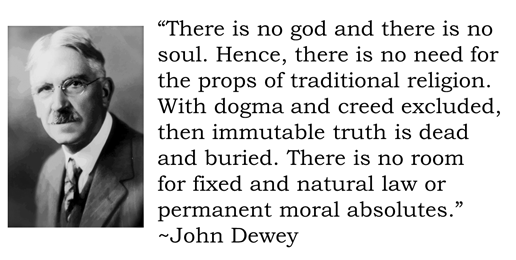 “There is no god and there is no
soul. Hence, there is no need for
the props of traditional religion.
With dogma and creed excluded,
then immutable truth is dead
and buried. There is no room
for fixed and natural law or
permanent moral absolutes.”
~John Dewey